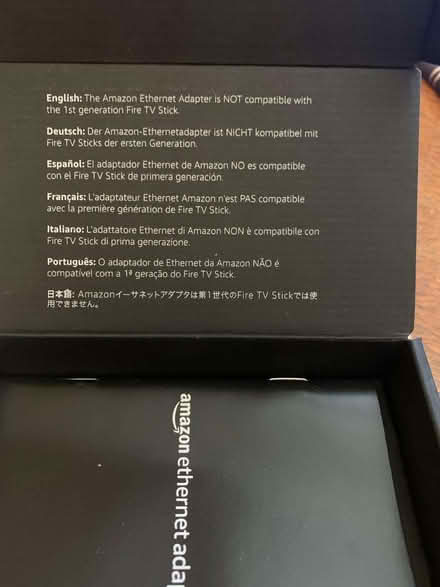 English: The Amazon Ethernet Adapter is NOT compatible with
the 1st generation Fire TV Stick.
Deutsch: Der Amazon-Ethernetadapter ist NICHT kompatibel mit
Fire TV Sticks der ersten Generation.
Español: El adaptador Ethernet de Amazon NO es compatible
con el Fire TV Stick de primera generación.
Français: L'adaptateur Ethernet Amazon n'est PAS compatible
avec la première génération de Fire TV Stick.
Italiano: L'adattatore Ethernet di Amazon NON è compatibile con
Fire TV Stick di prima generazione.
Português: O adaptador de Ethernet da Amazon NÃO é
compatível com a 1ª geração do Fire TV Stick.
日本語: Amazonイーサネットアダプタは第1世代のFire TV Stickでは使
用できません。
amazon ethernet adap